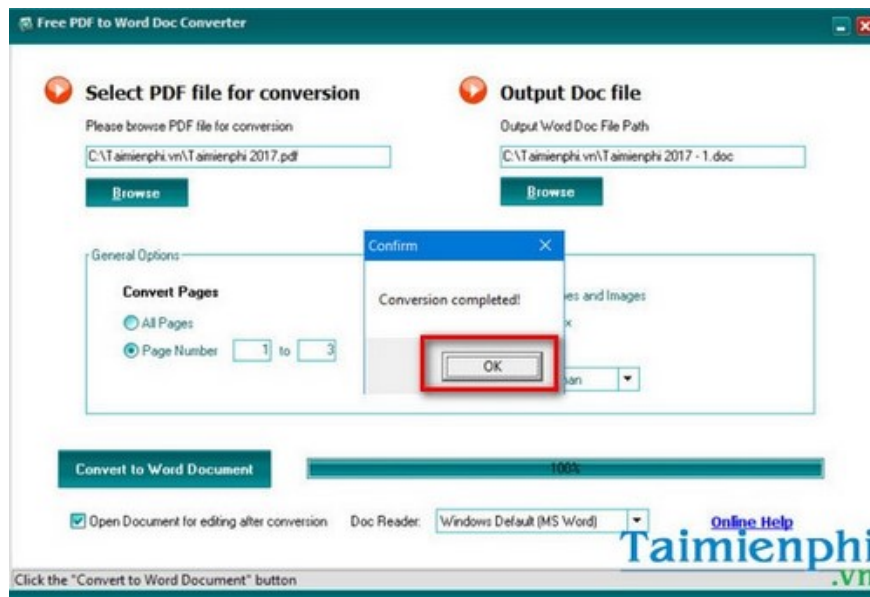 Free PDF to Word Doc Converter
Select PDF file for conversion
Please browse PDF file for conversion
C:\Taimienphi.vn\Taimienphi 2017.pdf
Browse
Output Doc file
Output Word Doc File Path
C:\Taimienphi.vn\Taimienphi 2017 - 1.doc
Browse
General Options
Convert Pages
All Pages
Page Number 1 to 3
and Images
Confirm
Conversion completed!
OK
Convert to Word Document
100%
Open Document for editing after conversion
Doc Reader: Windows Default (MS Word)
Online Help
Taimienphi
.vn
Click the "Convert to Word Document" button